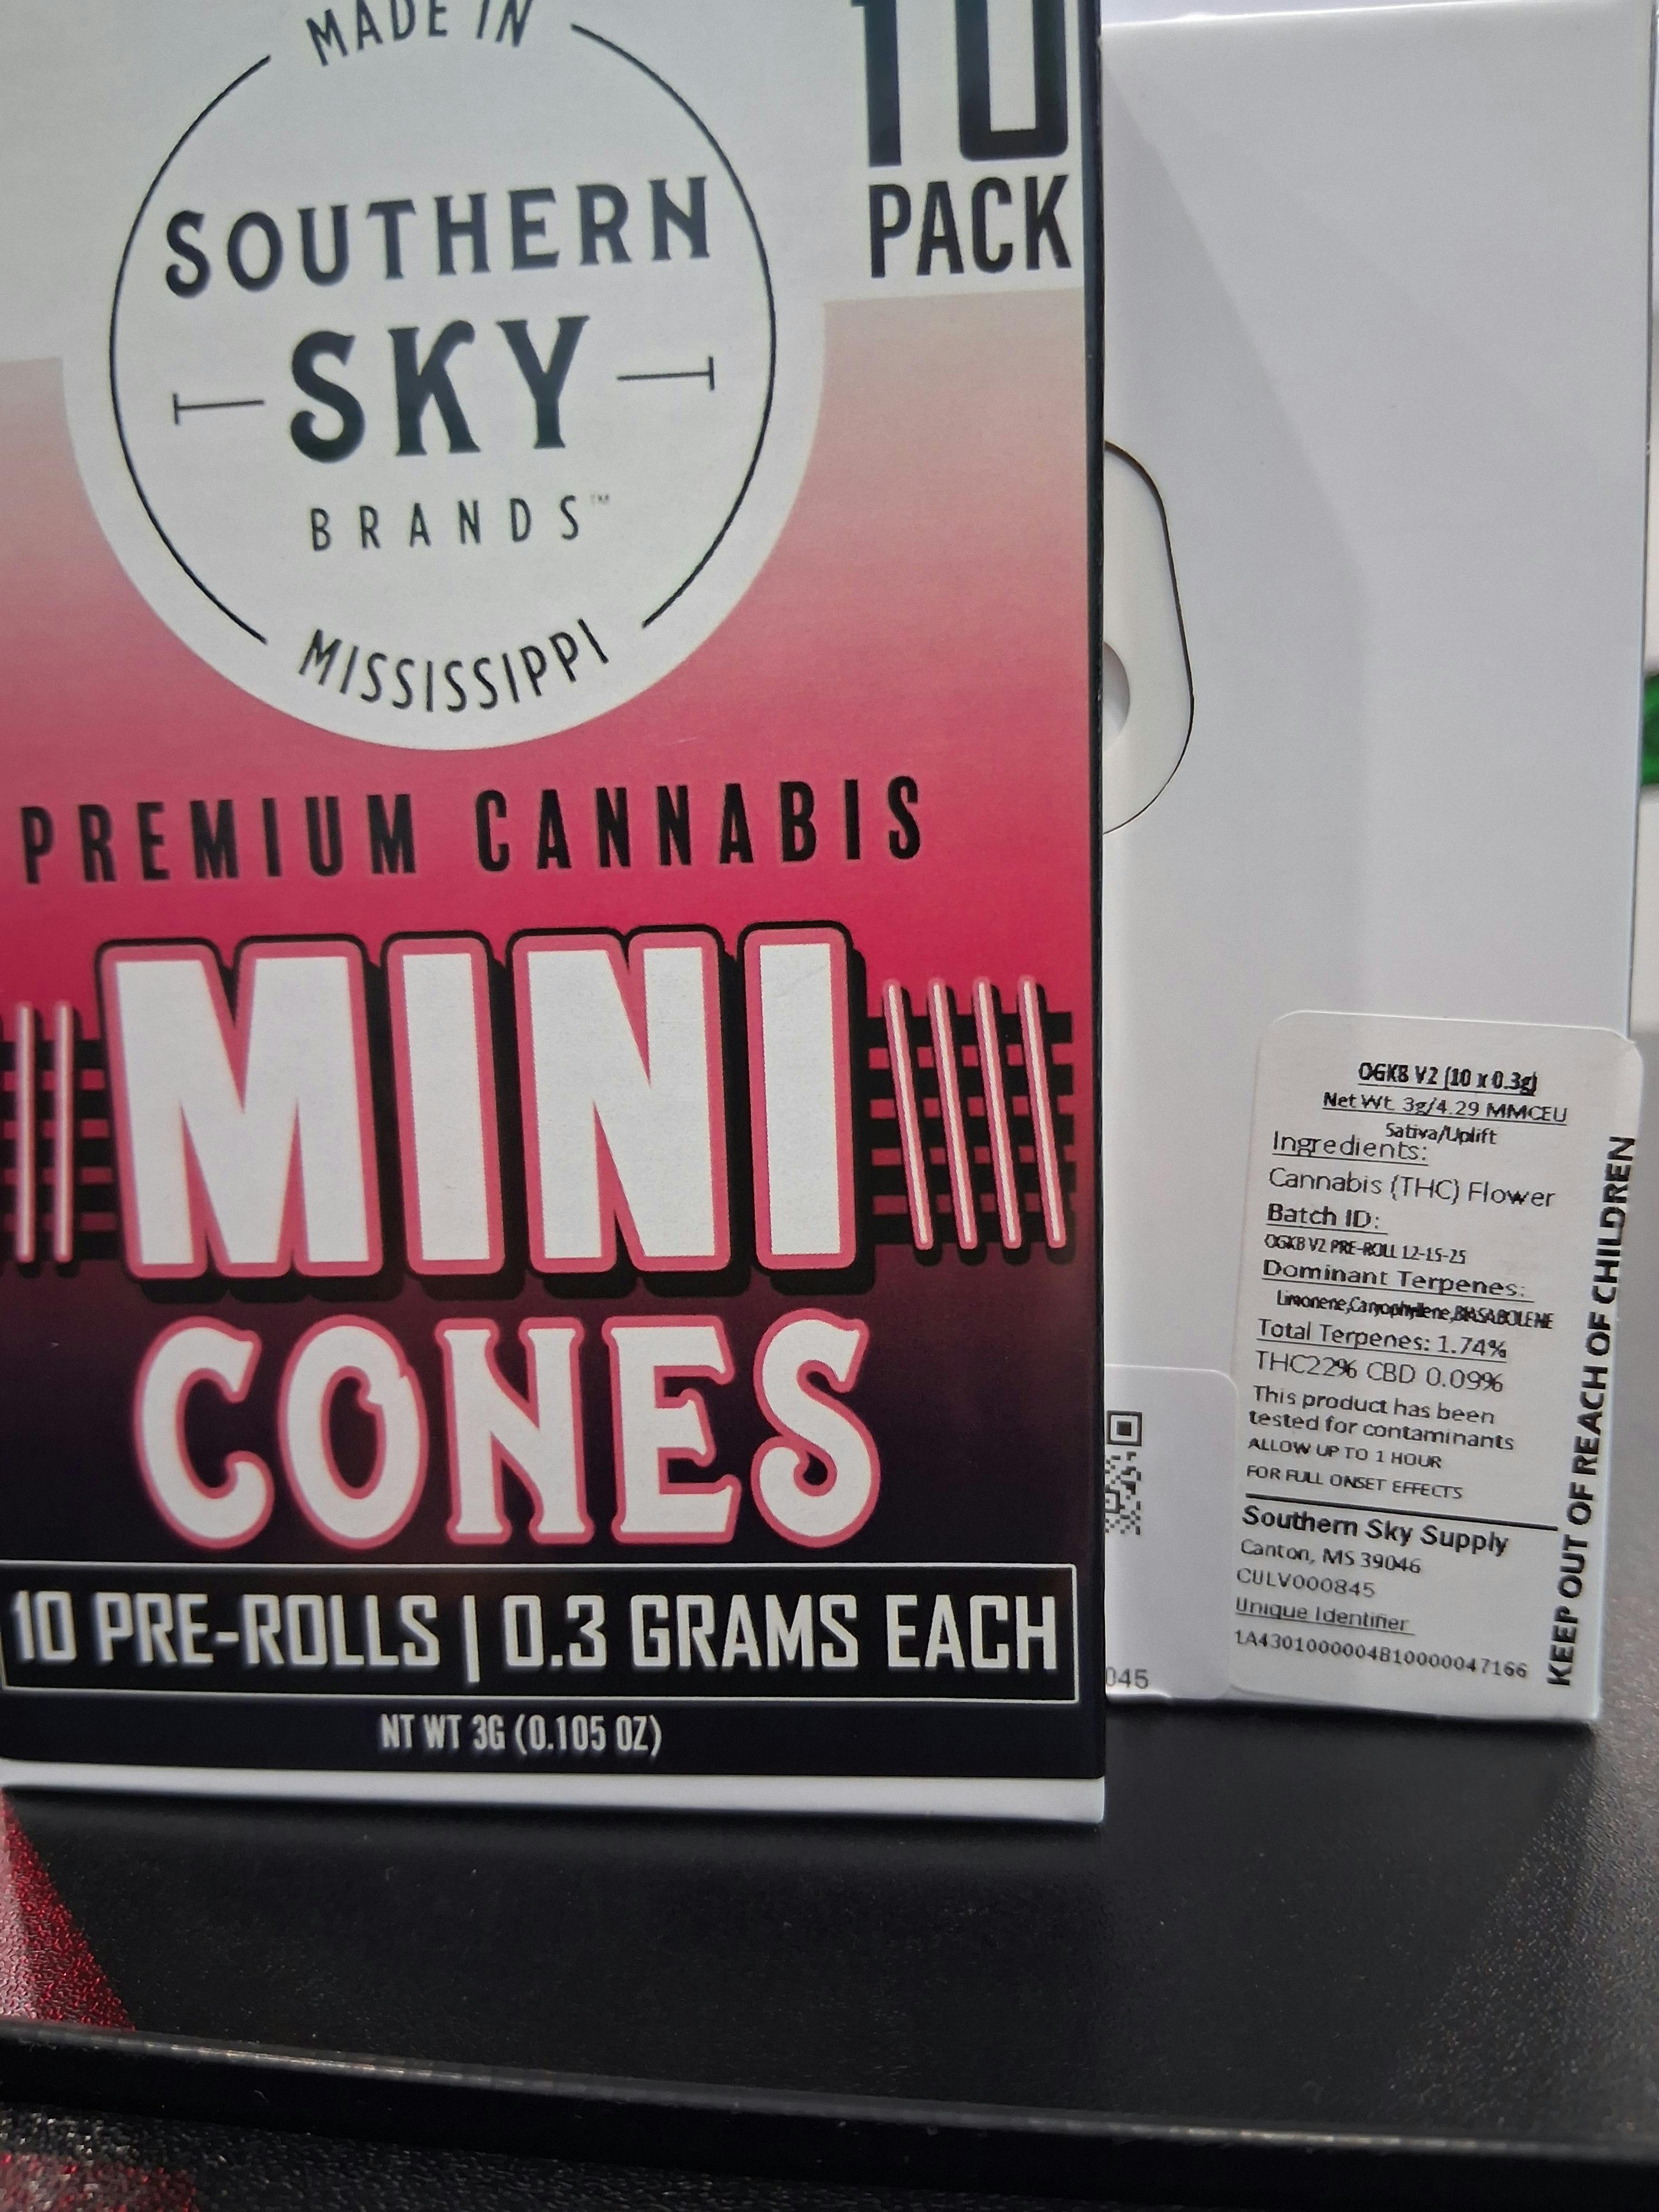 MADE IN
SOUTHERN
SKY
BRANDS™
MISSISSIPPI
10
PACK
PREMIUM CANNABIS
MINI
CONES
10 PRE-ROLLS | 0.3 GRAMS EACH
NT WT 3G (0.105 OZ)
OGKB V2 (10 x 0.3g)
Net Wt. 3g/4.29 MMCEU
Sativa/Uplift
Ingredients:
Cannabis (THC) Flower
Batch ID:
OGKB V2 PRE-ROLL 12-15-25
Dominant Terpenes:
Limonene,Caryophyllene,BIASABOLENE
Total Terpenes: 1.74%
THC22% CBD 0.09%
This product has been
tested for contaminants
ALLOW UP TO 1 HOUR
FOR FULL ONSET EFFECTS
Southern Sky Supply
Canton, MS 39046
CULV000845
Unique Identifier
1A4301000004B10000047166
KEEP OUT OF REACH OF CHILDREN
045